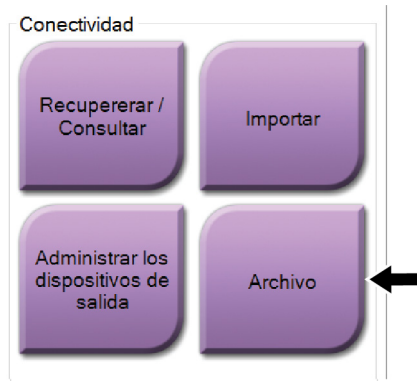 Conectividad
Recupererar /
Consultar
Importar
Administrar los
dispositivos de
salida
Archivo